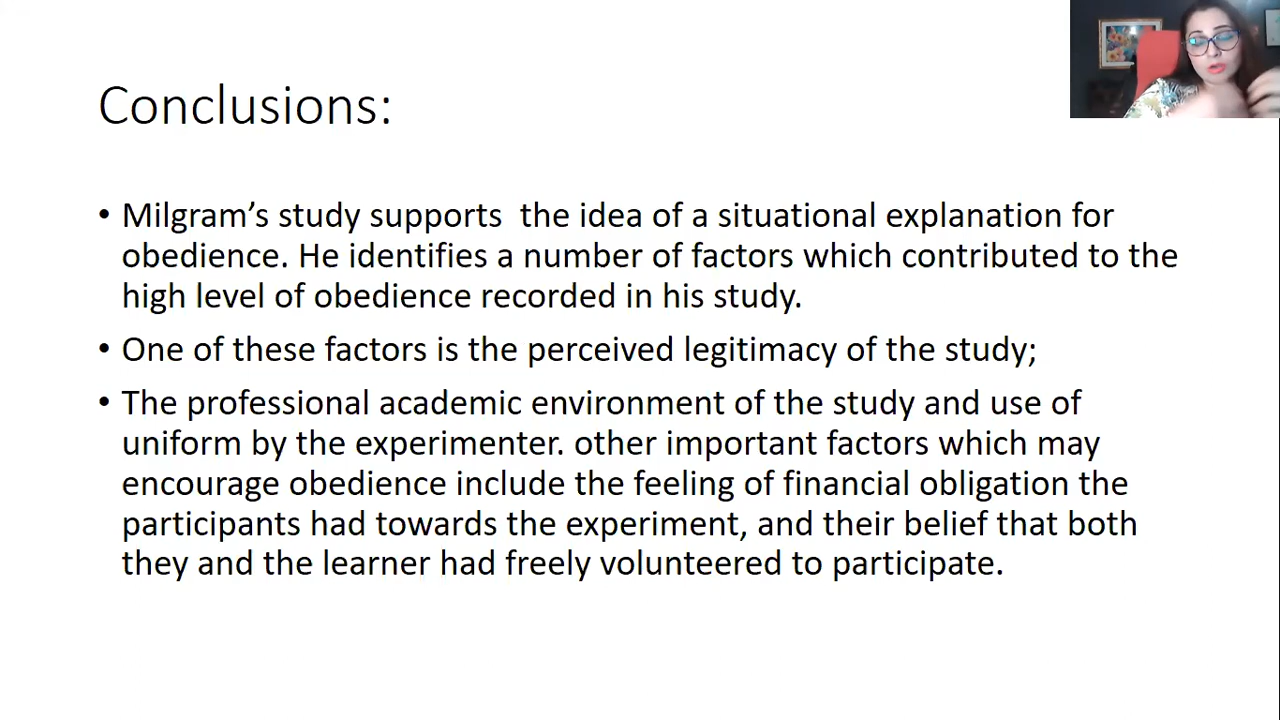 Conclusions:
• Milgram’s study supports  the idea of a situational explanation for
obedience. He identifies a number of factors which contributed to the
high level of obedience recorded in his study.
• One of these factors is the perceived legitimacy of the study;
• The professional academic environment of the study and use of
uniform by the experimenter. other important factors which may
encourage obedience include the feeling of financial obligation the
participants had towards the experiment, and their belief that both
they and the learner had freely volunteered to participate.